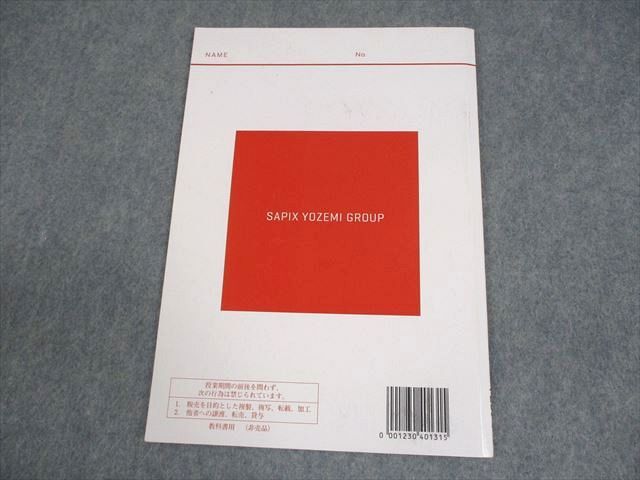 NAME No.
SAPIX YOZEMI GROUP
授業期間の前後を問わず、
次の行為は禁じられています。
1. 販売を目的とした複製、複写、転載、加工
2. 他者への譲渡、転売、貸与
教科書用 (非売品)
0 001230 401315